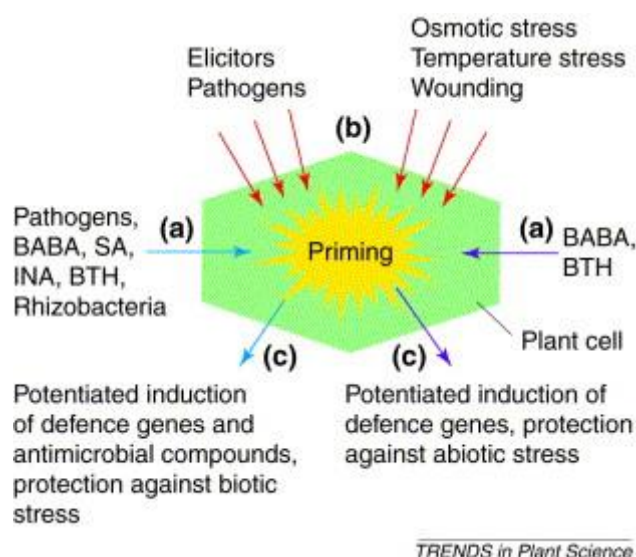 Elicitors
Pathogens
Osmotic stress
Temperature stress
Wounding
(b)
Pathogens,
BABA, SA,
INA, BTH,
Rhizobacteria
(a)
Priming
(a)
BABA,
BTH
Plant cell
(c)
(c)
Potentiated induction
of defence genes and
antimicrobial compounds,
protection against biotic
stress
Potentiated induction of
defence genes, protection
against abiotic stress
TRENDS in Plant Science